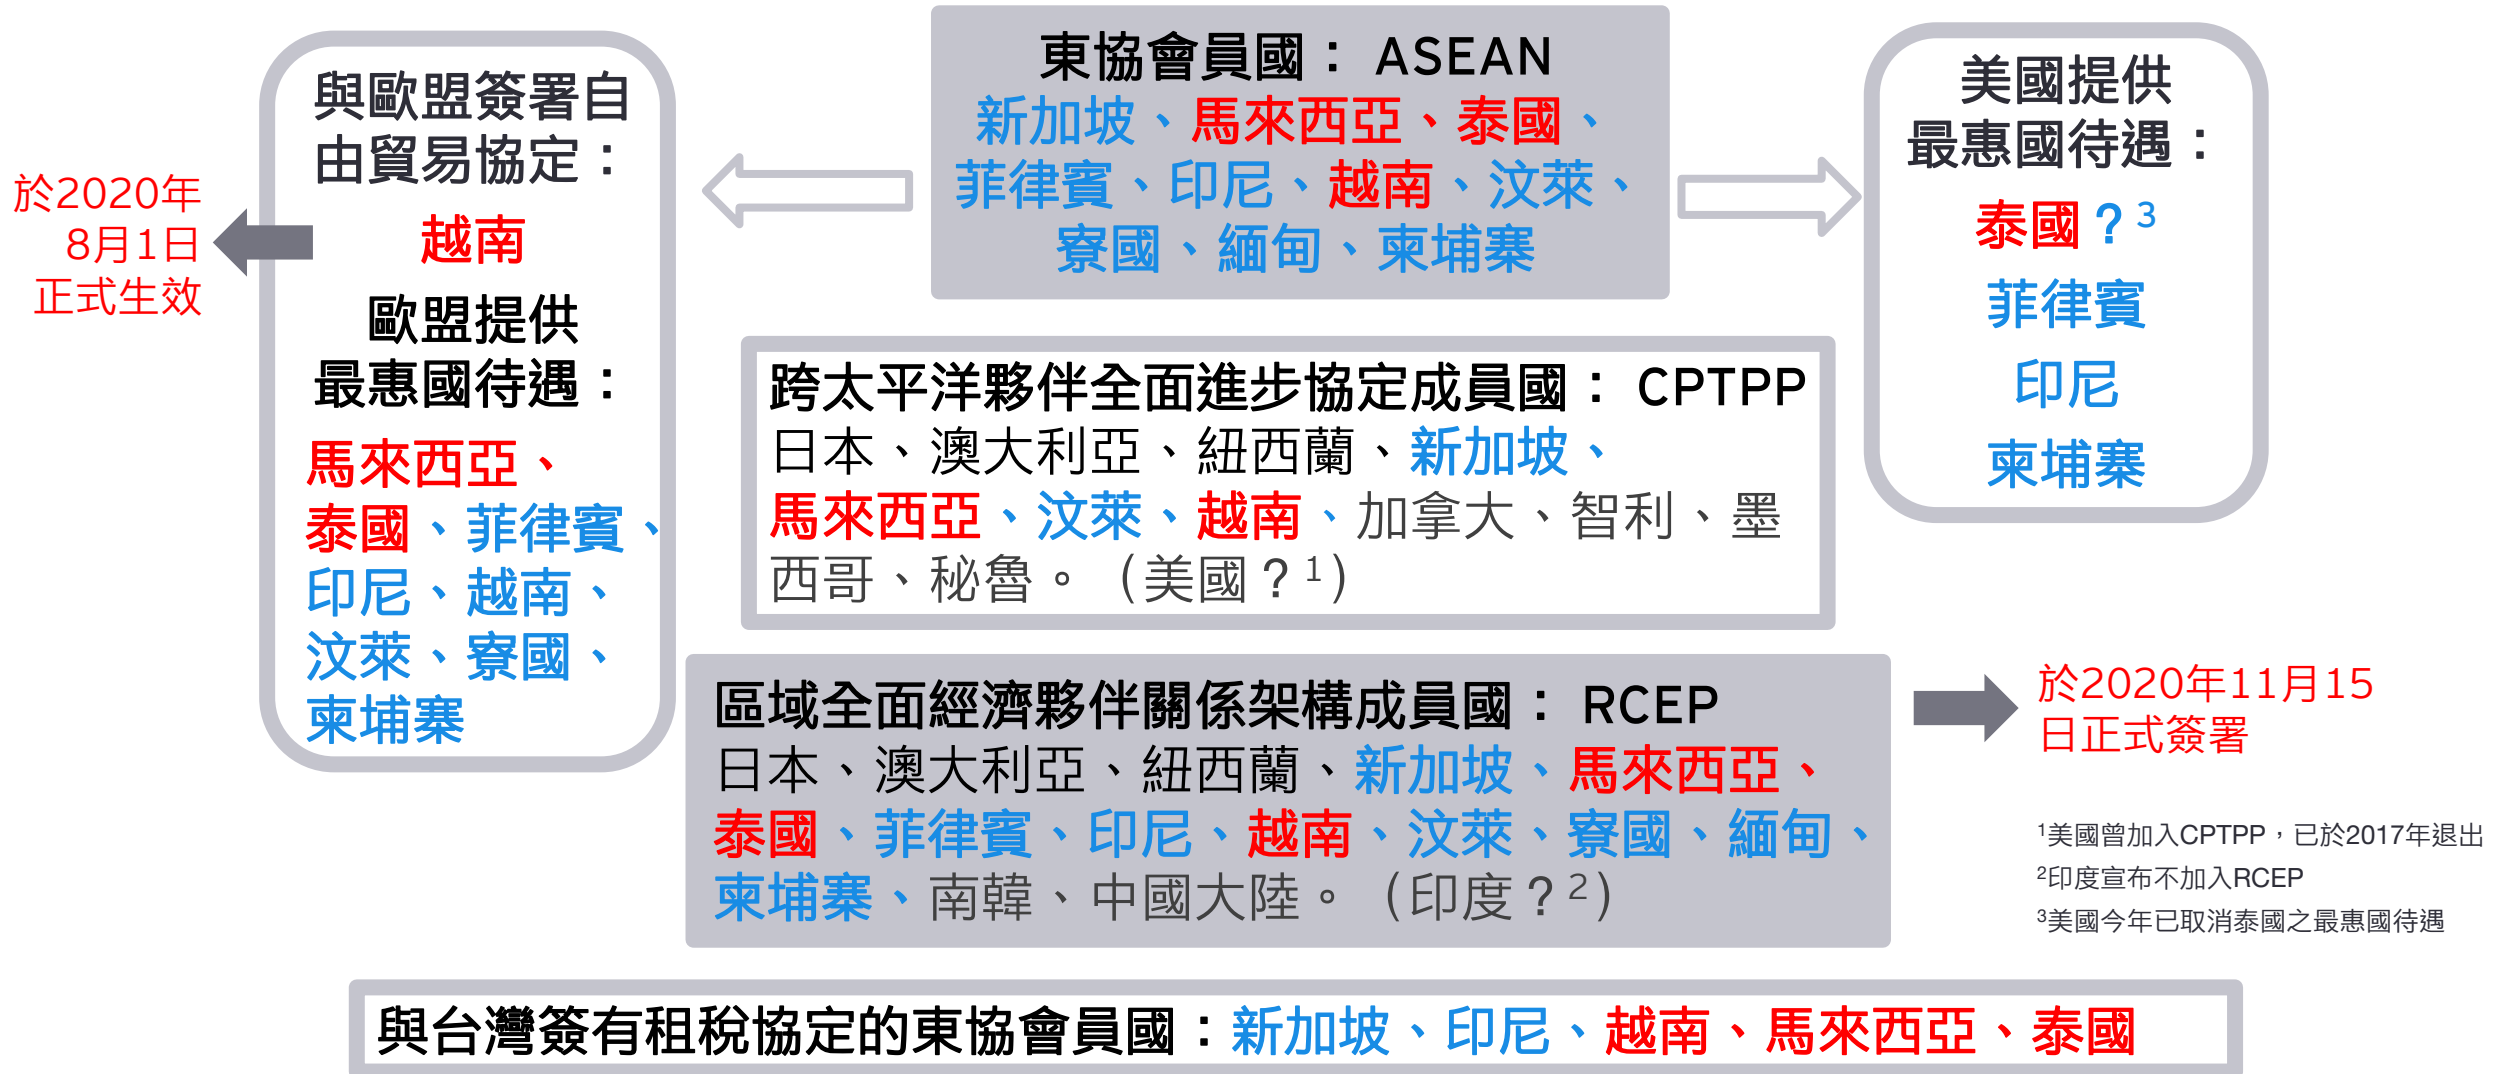 於2020年
8月1日
正式生效
與歐盟簽署自
由貿易協定：
越南
歐盟提供
最惠國待遇：
馬來西亞、
泰國、菲律賓、
印尼、越南、
汶萊、寮國、
柬埔寨
東協會員國：ASEAN
新加坡、馬來西亞、泰國、
菲律賓、印尼、越南、汶萊、
寮國、緬甸、柬埔寨
美國提供
最惠國待遇：
泰國？3
菲律賓
印尼
柬埔寨
跨太平洋夥伴全面進步協定成員國：CPTPP
日本、澳大利亞、紐西蘭、新加坡、
馬來西亞、汶萊、越南、加拿大、智利、墨
西哥、秘魯。（美國？1）
區域全面經濟夥伴關係架構成員國：RCEP
日本、澳大利亞、紐西蘭、新加坡、馬來西亞、
泰國、菲律賓、印尼、越南、汶萊、寮國、緬甸、
柬埔寨、南韓、中國大陸。（印度？2）
於2020年11月15
日正式簽署
1美國曾加入CPTPP，已於2017年退出
2印度宣布不加入RCEP
3美國今年已取消泰國之最惠國待遇
與台灣簽有租稅協定的東協會員國：新加坡、印尼、越南、馬來西亞、泰國